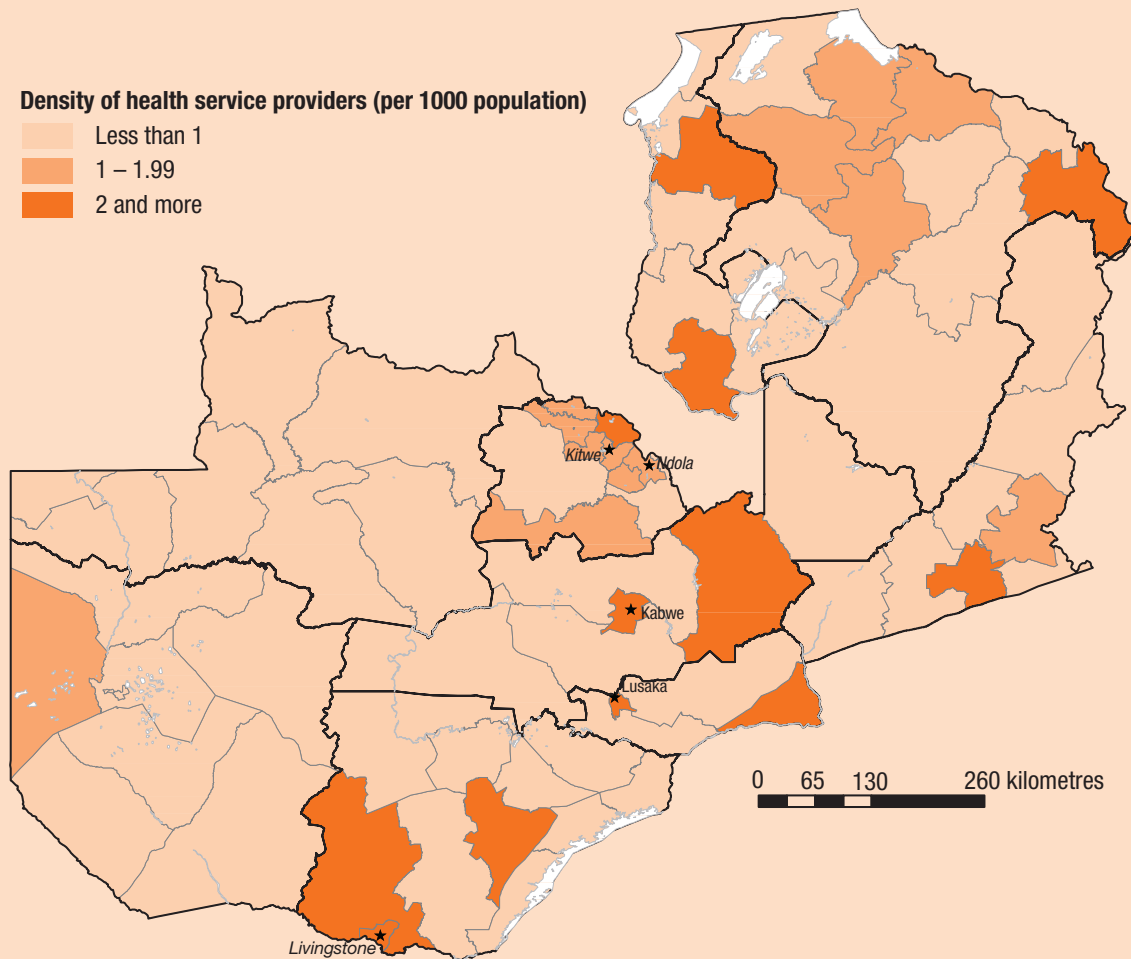 Density of health service providers (per 1000 population)
Less than 1
1 – 1.99
2 and more
Kitwe
Ndola
Kabwe
Lusaka
0 65 130 260 kilometres
Livingstone